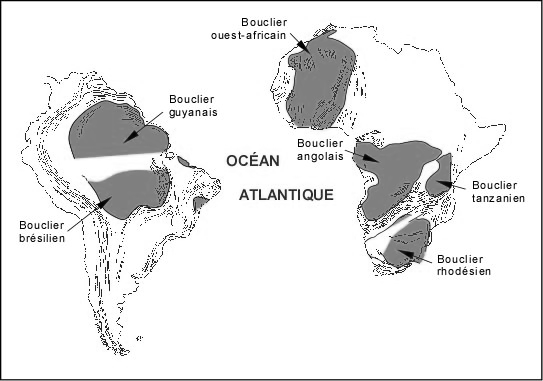 Bouclier
ouest-africain
Bouclier
guyanais
Bouclier
angolais
OCÉAN
ATLANTIQUE
Bouclier
tanzanien
Bouclier
brésilien
Bouclier
rhodésien